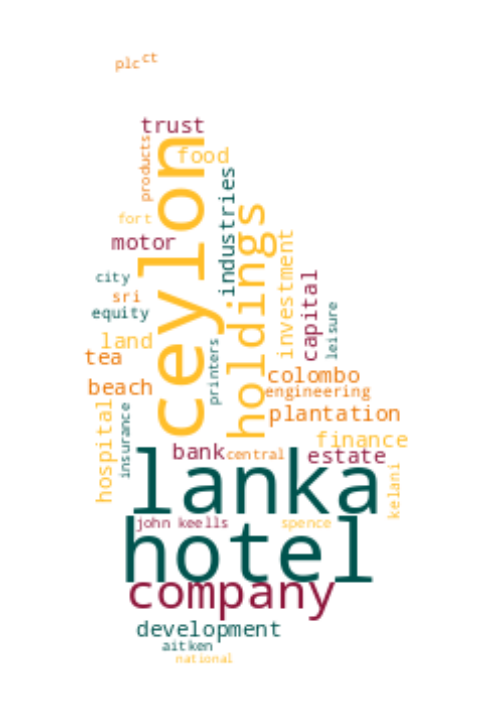 plc
ct
trust
products
food
ceylon
industries
fort
holdings
motor
investment
city
capital
sri
leisure
equity
land
printers
tea
colombo
beach
engineering
hospital
insurance
plantation
finance
bank
central
estate
lanka
kelani
john keells
spence
hotel
company
development
aitken
national